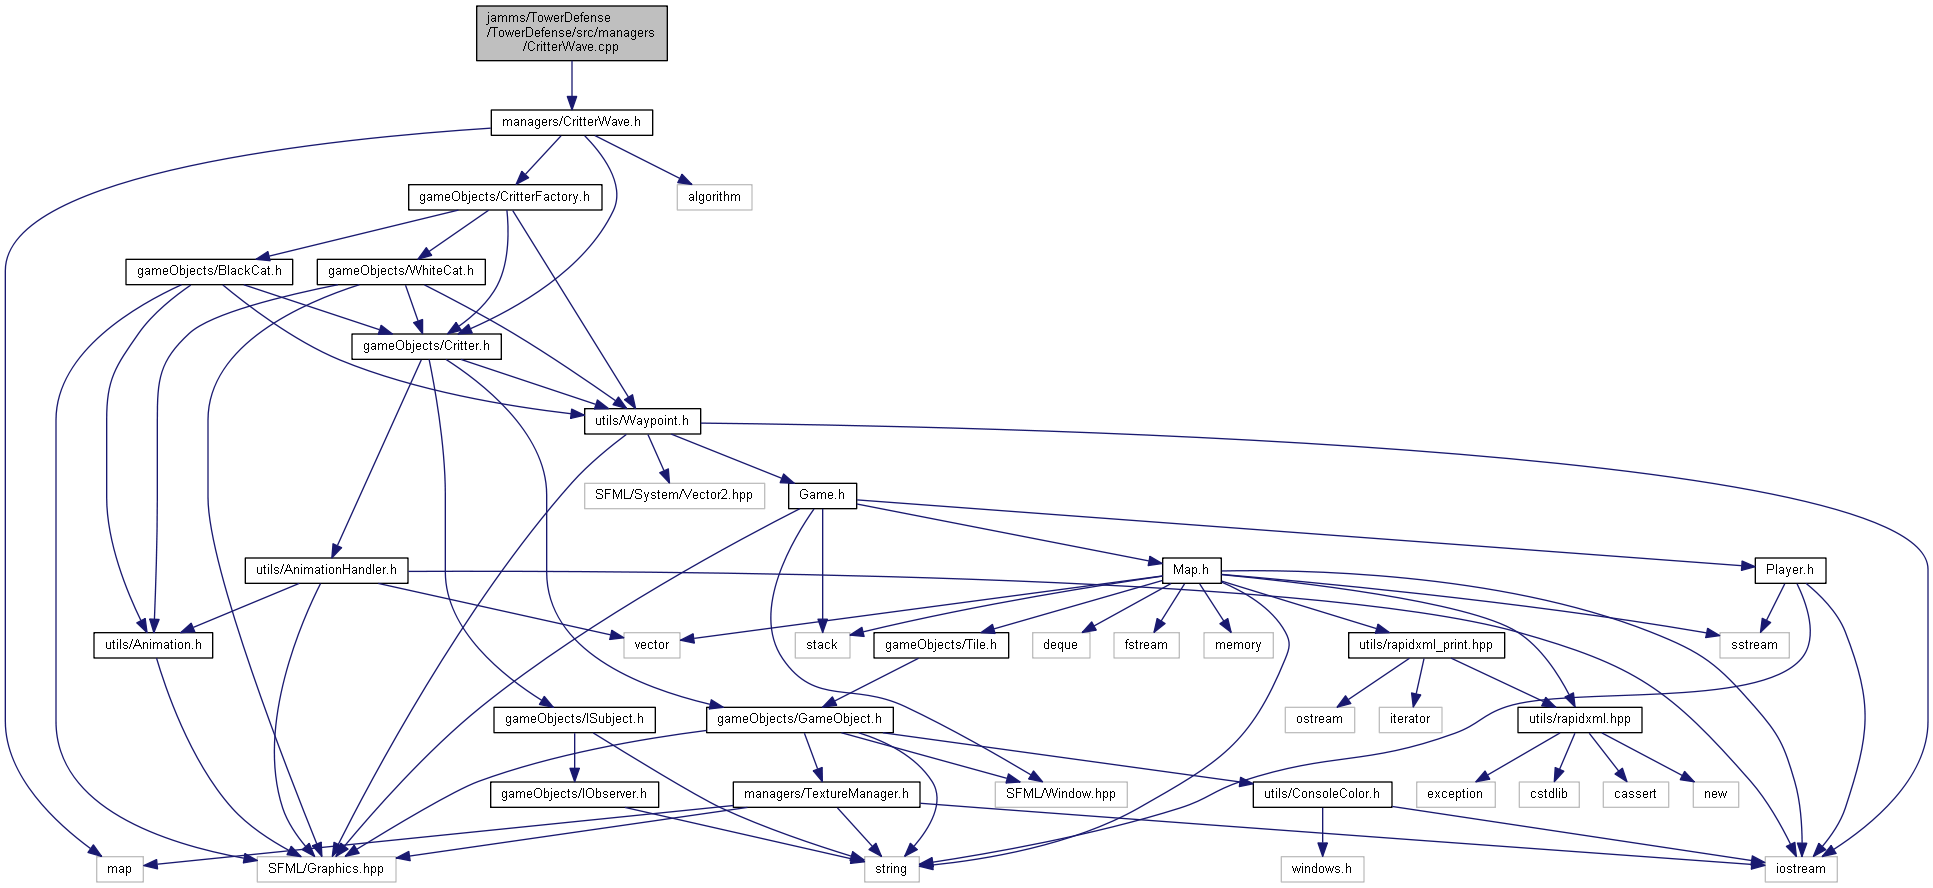 jamms/TowerDefense
/TowerDefense/src/managers
/CritterWave.cpp
managers/CritterWave.h
gameObjects/CritterFactory.h
algorithm
gameObjects/BlackCat.h
gameObjects/WhiteCat.h
gameObjects/Critter.h
utils/Waypoint.h
SFML/System/Vector2.hpp
Game.h
utils/AnimationHandler.h
Map.h
Player.h
utils/Animation.h
vector
stack
gameObjects/Tile.h
deque
fstream
memory
utils/rapidxml_print.hpp
sstream
gameObjects/ISubject.h
gameObjects/GameObject.h
ostream
iterator
utils/rapidxml.hpp
gameObjects/IObserver.h
managers/TextureManager.h
SFML/Window.hpp
utils/ConsoleColor.h
exception
cstdlib
cassert
new
map
SFML/Graphics.hpp
string
windows.h
iostream